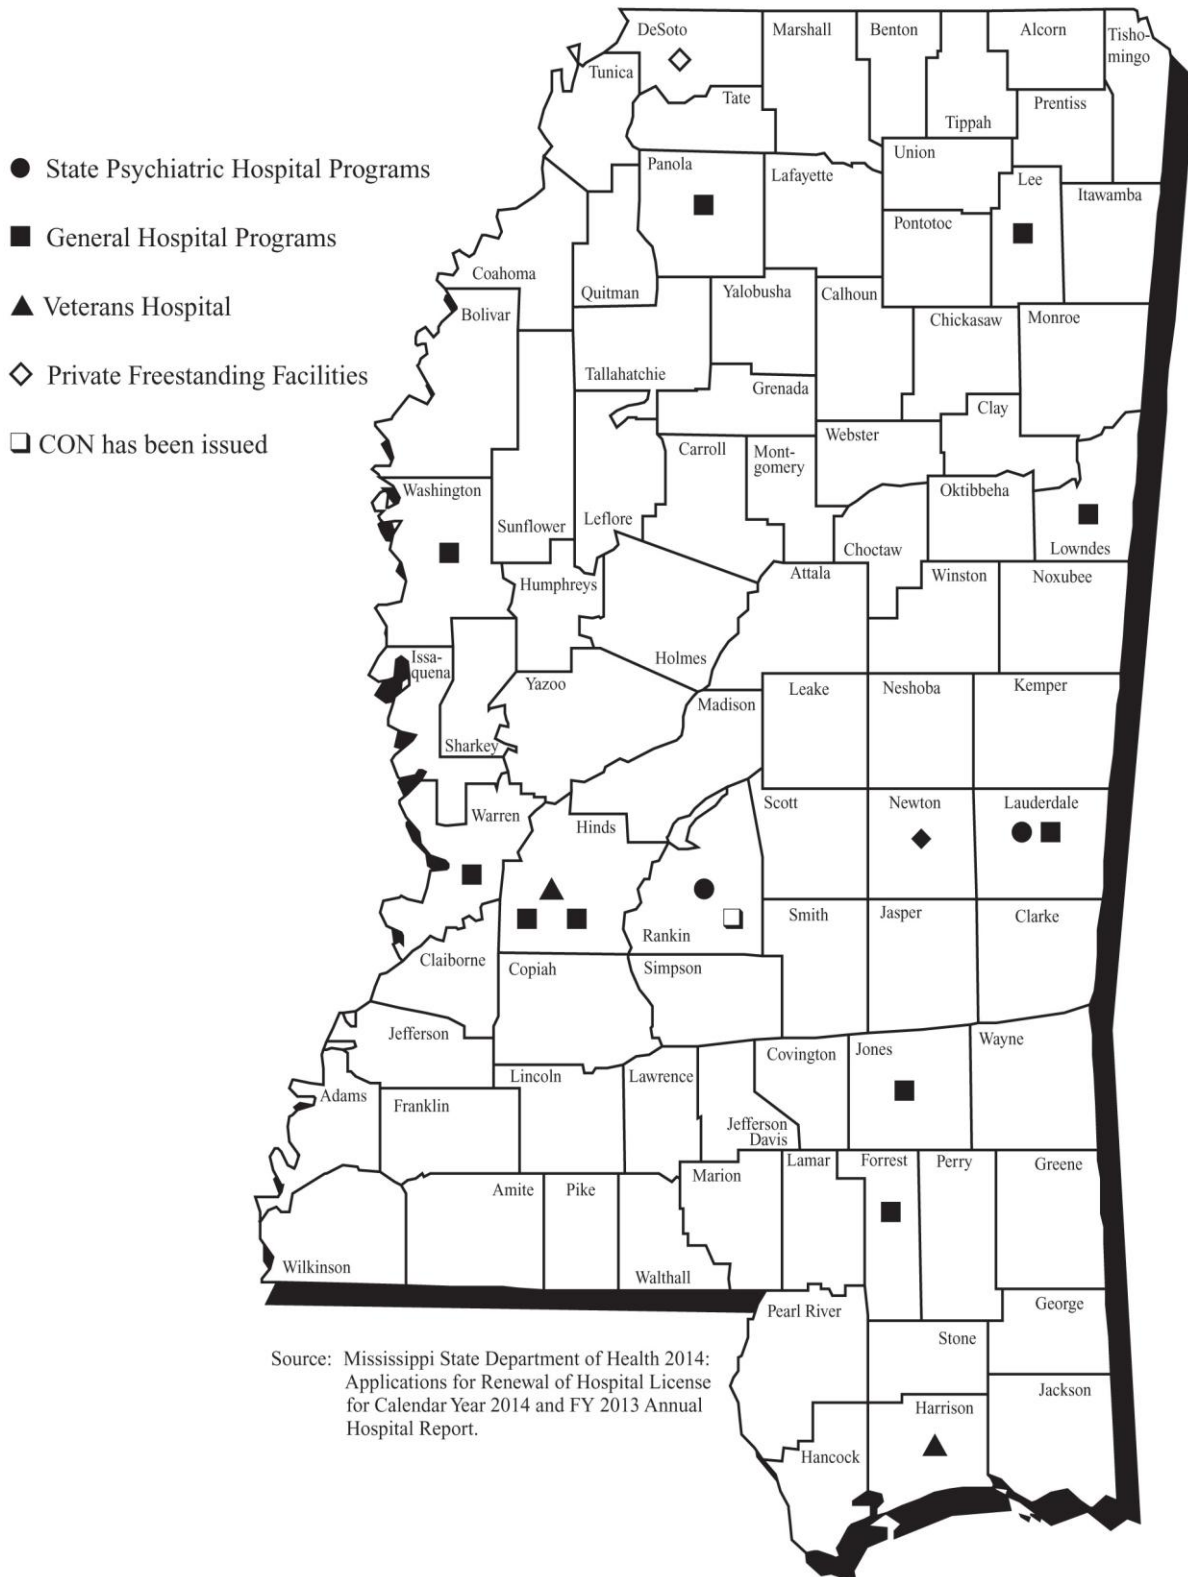 DeSoto
Marshall
Benton
Alcorn
Tisho-
mingo
Tunica
Tate
Prentiss
Tippah
State Psychiatric Hospital Programs
Union
Panola
Lafayette
Lee
Itawamba
General Hospital Programs
Pontotoc
Coahoma
Quitman
Yalobusha
Calhoun
Veterans Hospital
Bolivar
Chickasaw
Monroe
Private Freestanding Facilities
Tallahatchie
Grenada
Clay
CON has been issued
Carroll
Mont-
gomery
Webster
Washington
Oktibbeha
Sunflower
Leflore
Choctaw
Lowndes
Humphreys
Attala
Winston
Noxubee
Issa-
quena
Holmes
Yazoo
Leake
Neshoba
Kemper
Madison
Sharkey
Warren
Hinds
Scott
Newton
Lauderdale
Rankin
Smith
Jasper
Clarke
Claiborne
Copiah
Simpson
Jefferson
Covington
Jones
Wayne
Adams
Franklin
Lincoln
Lawrence
Jefferson
Davis
Marion
Lamar
Forrest
Perry
Greene
Amite
Pike
Wilkinson
Walthall
Pearl River
George
Stone
Source: Mississippi State Department of Health 2014:
Applications for Renewal of Hospital License
for Calendar Year 2014 and FY 2013 Annual
Hospital Report.
Jackson
Harrison
Hancock